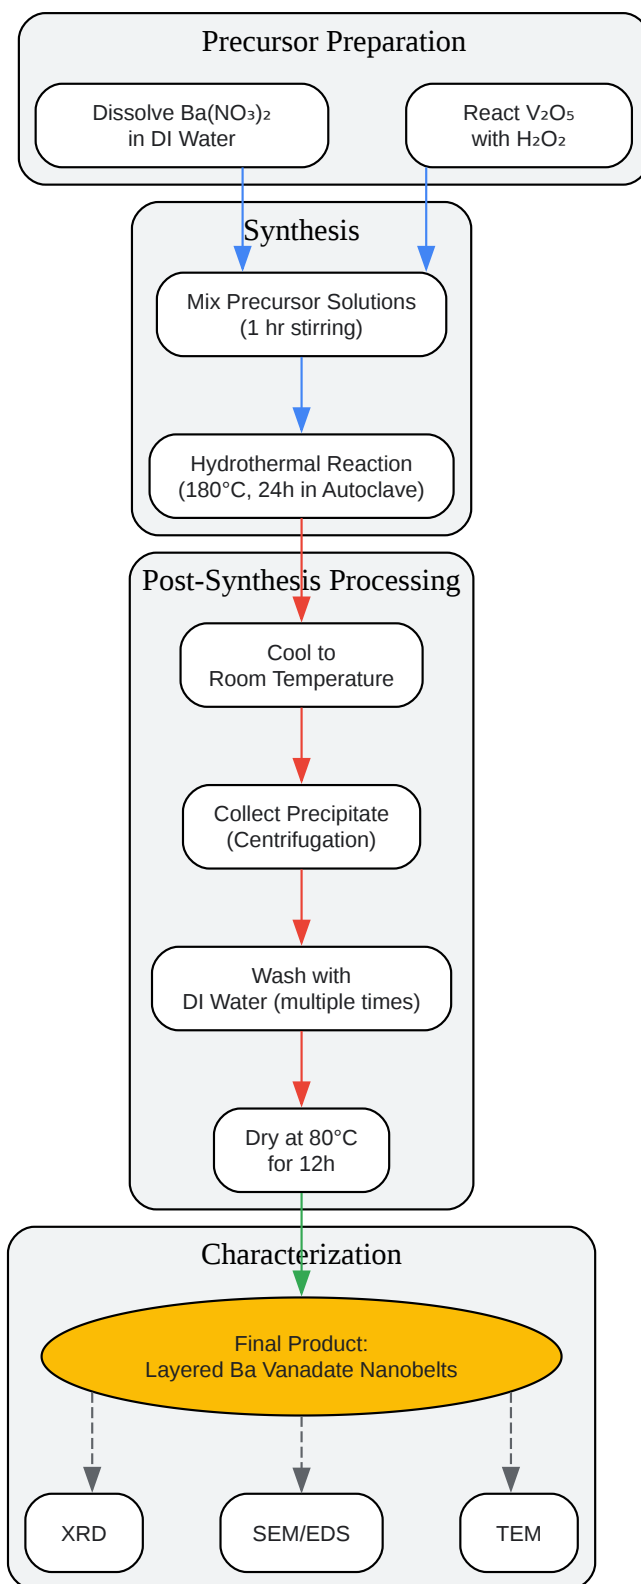 Precursor Preparation
Dissolve Ba(NO₃)₂
in DI Water
React V₂O₅
with H₂O₂
Synthesis
Mix Precursor Solutions
(1 hr stirring)
Hydrothermal Reaction
(180°C, 24h in Autoclave)
Post-Synthesis Processing
Cool to
Room Temperature
Collect Precipitate
(Centrifugation)
Wash with
DI Water (multiple times)
Dry at 80°C
for 12h
Characterization
Final Product:
Layered Ba Vanadate Nanobelts
XRD
SEM/EDS
TEM